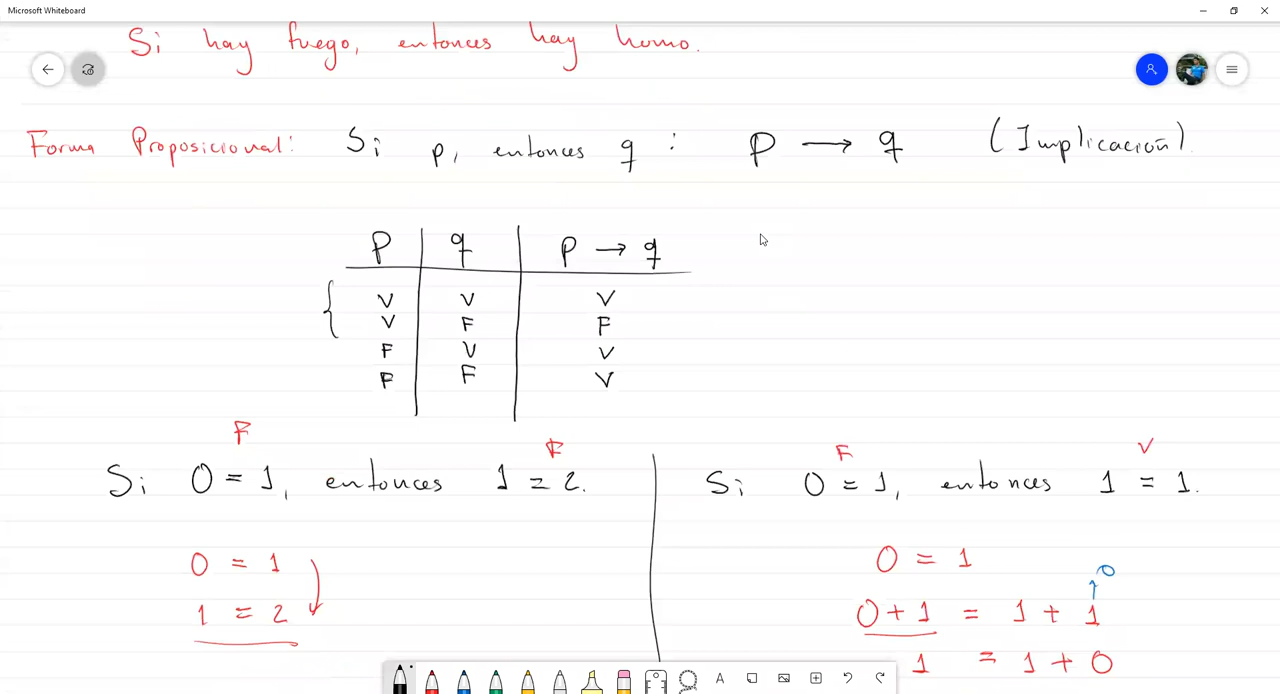 Microsoft Whiteboard
Si hay fuego, entonces hay homo.
Forma Proposicional: Si p, entonces q : p → q (Implicación).
p q p → q
V V V
V F F
F V V
F F V
F F
Si 0 = 1, entonces 1 = 2.
0 = 1
1 = 2
F V
Si 0 = 1, entonces 1 = 1.
0 = 1
0
0 + 1 = 1 + 1
1 = 1 + 0
A